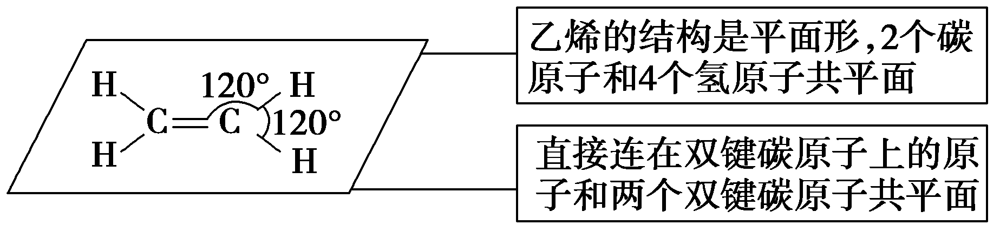 H 120° H
C=C 120°
H H
乙烯的结构是平面形,2个碳
原子和4个氢原子共平面
直接连在双键碳原子上的原
子和两个双键碳原子共平面